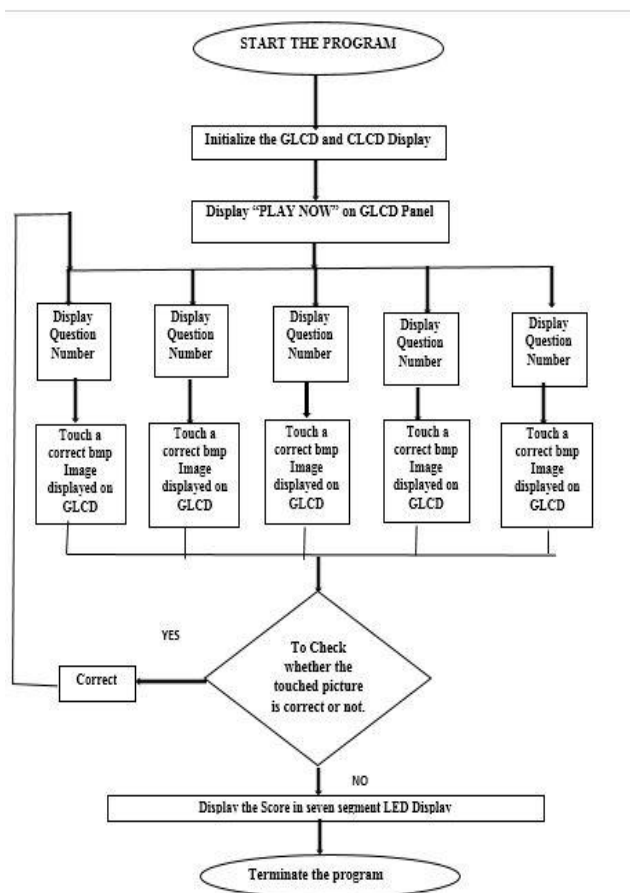 START THE PROGRAM
Initialize the GLCD and CLCD Display
Display “PLAY NOW” on GLCD Panel
Display
Question
Number
Display
Question
Number
Display
Question
Number
Display
Question
Number
Display
Question
Number
Touch a
correct bmp
Image
displayed on
GLCD
Touch a
correct bmp
Image
displayed on
GLCD
Touch a
correct bmp
Image
displayed on
GLCD
Touch a
correct bmp
Image
displayed on
GLCD
Touch a
correct bmp
Image
displayed on
GLCD
YES
To Check
whether the
touched picture
is correct or not.
Correct
NO
Display the Score in seven segment LED Display
Terminate the program